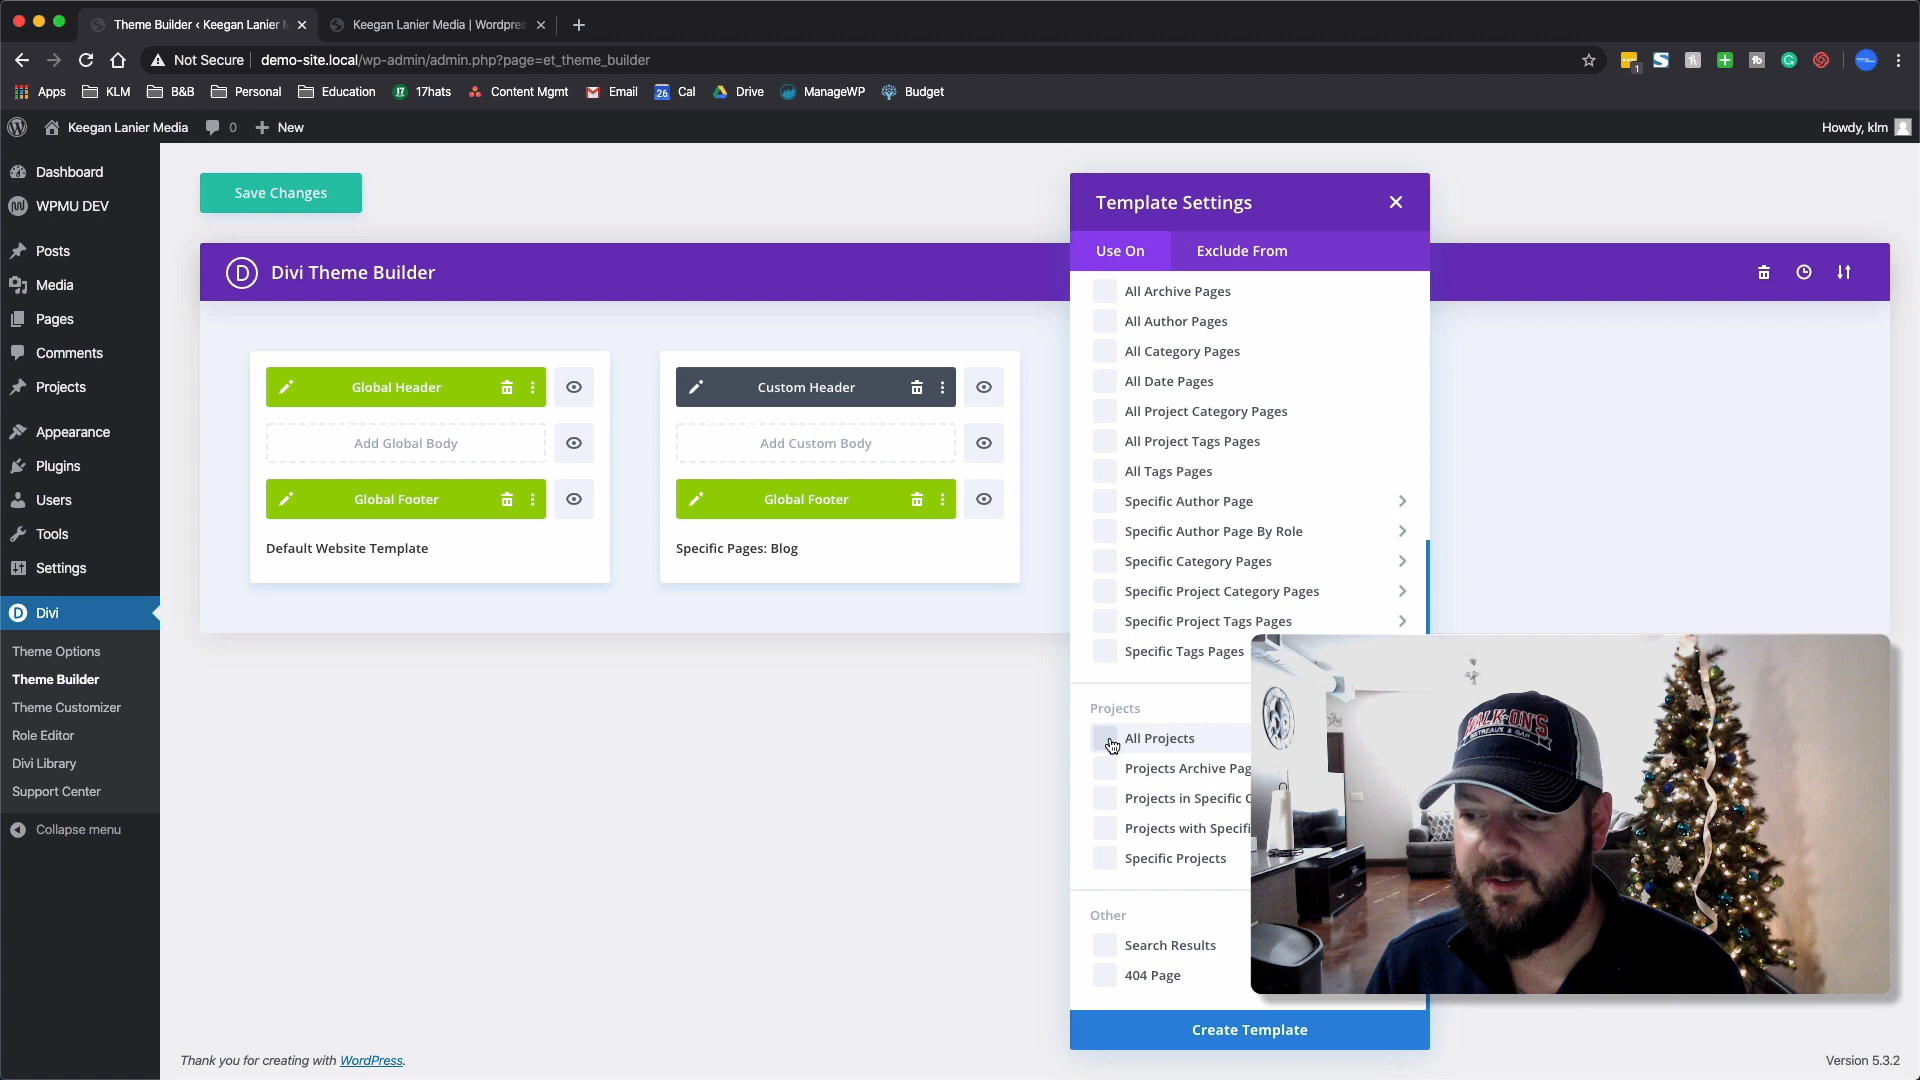 Theme Builder ‹ Keegan Lanier
Keegan Lanier Media | Wordpres
Not Secure
demo-site.local/wp-admin/admin.php?page=et_theme_builder
1
Apps
KLM
B&B
Personal
Education
17hats
Content Mgmt
Email
26
Cal
Drive
ManageWP
Budget
Keegan Lanier Media
0
New
Howdy, klm
Dashboard
WPMU DEV
Posts
Media
Pages
Comments
Projects
Appearance
Plugins
Users
Tools
Settings
Divi
Theme Options
Theme Builder
Theme Customizer
Role Editor
Divi Library
Support Center
Collapse menu
Save Changes
Divi Theme Builder
Global Header
Add Global Body
Global Footer
Default Website Template
Custom Header
Add Custom Body
Global Footer
Specific Pages: Blog
Template Settings
Use On
Exclude From
All Archive Pages
All Author Pages
All Category Pages
All Date Pages
All Project Category Pages
All Project Tags Pages
All Tags Pages
Specific Author Page
Specific Author Page By Role
Specific Category Pages
Specific Project Category Pages
Specific Project Tags Pages
Specific Tags Pages
Projects
All Projects
Projects Archive Pag
Projects in Specific C
Projects with Specifi
Specific Projects
Other
Search Results
404 Page
Create Template
WALK-ON'S
BISTREAUX & BAR
Thank you for creating with WordPress.
Version 5.3.2